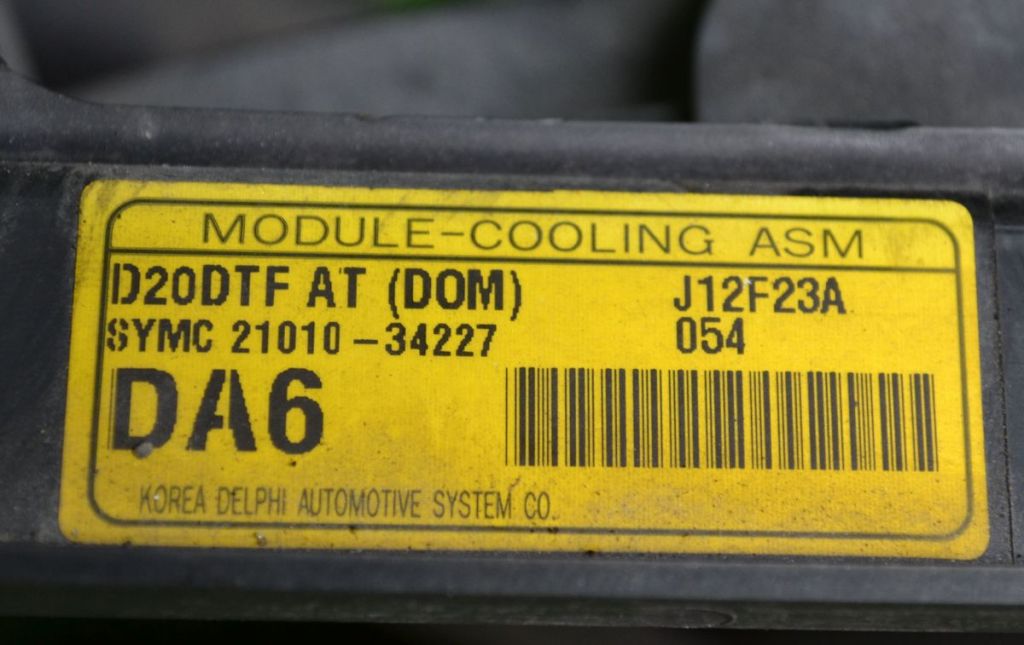 MODULE-COOLING ASM
D20DTF AT (DOM) J12F23A
SYMC 21010-34227 054
DA6
KOREA DELPHI AUTOMOTIVE SYSTEM CO.